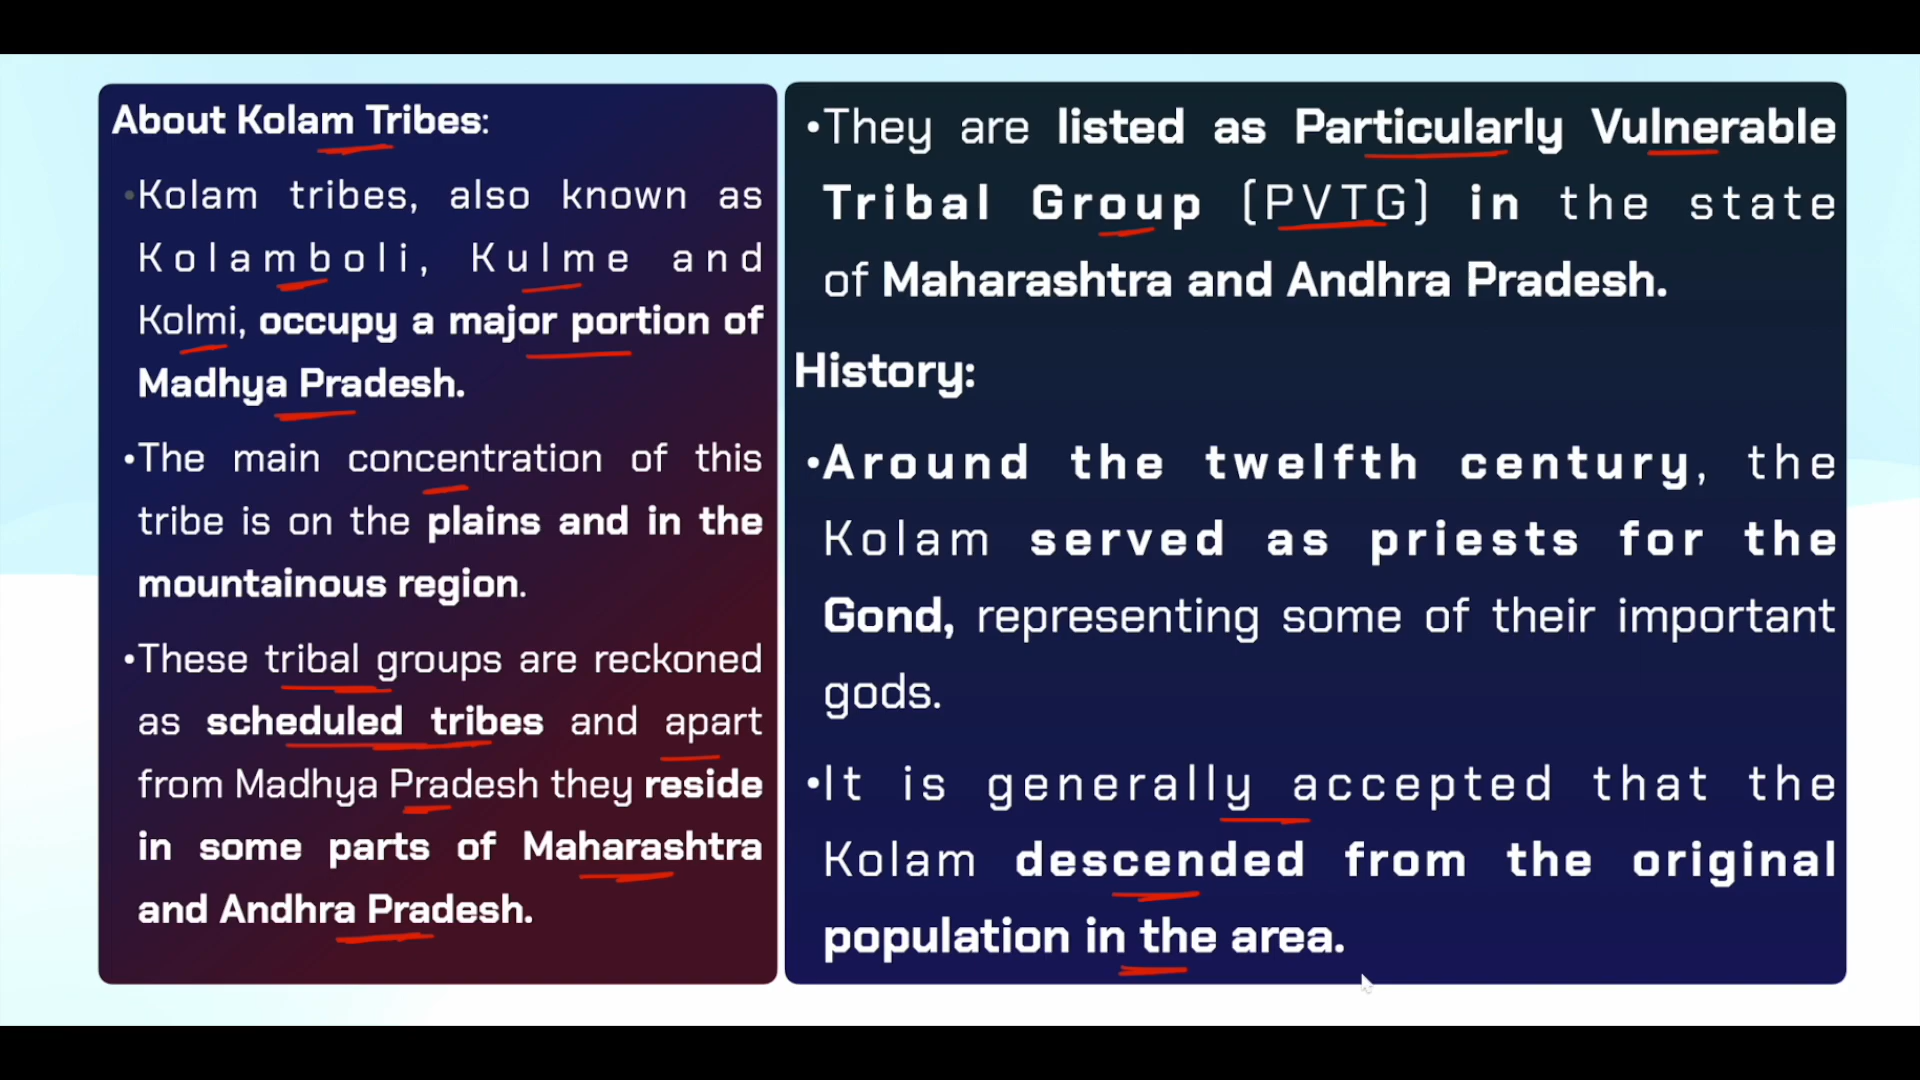 About Kolam Tribes:
•Kolam tribes, also known as
Kolamboli, Kulme and
Kolmi, occupy a major portion of
Madhya Pradesh.
•The main concentration of this
tribe is on the plains and in the
mountainous region.
•These tribal groups are reckoned
as scheduled tribes and apart
from Madhya Pradesh they reside
in some parts of Maharashtra
and Andhra Pradesh.
•They are listed as Particularly Vulnerable
Tribal Group (PVTG) in the state
of Maharashtra and Andhra Pradesh.
History:
•Around the twelfth century, the
Kolam served as priests for the
Gond, representing some of their important
gods.
•It is generally accepted that the
Kolam descended from the original
population in the area.